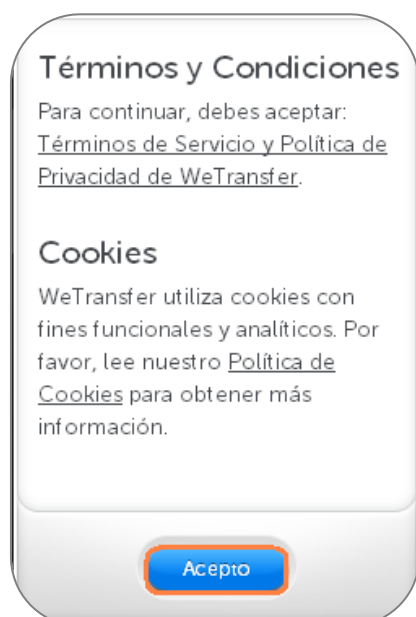 Términos y Condiciones
Para continuar, debes aceptar:
Términos de Servicio y Política de
Privacidad de WeTransfer.
Cookies
WeTransfer utiliza cookies con
fines funcionales y analíticos. Por
favor, lee nuestro Política de
Cookies para obtener más
información.
Acepto